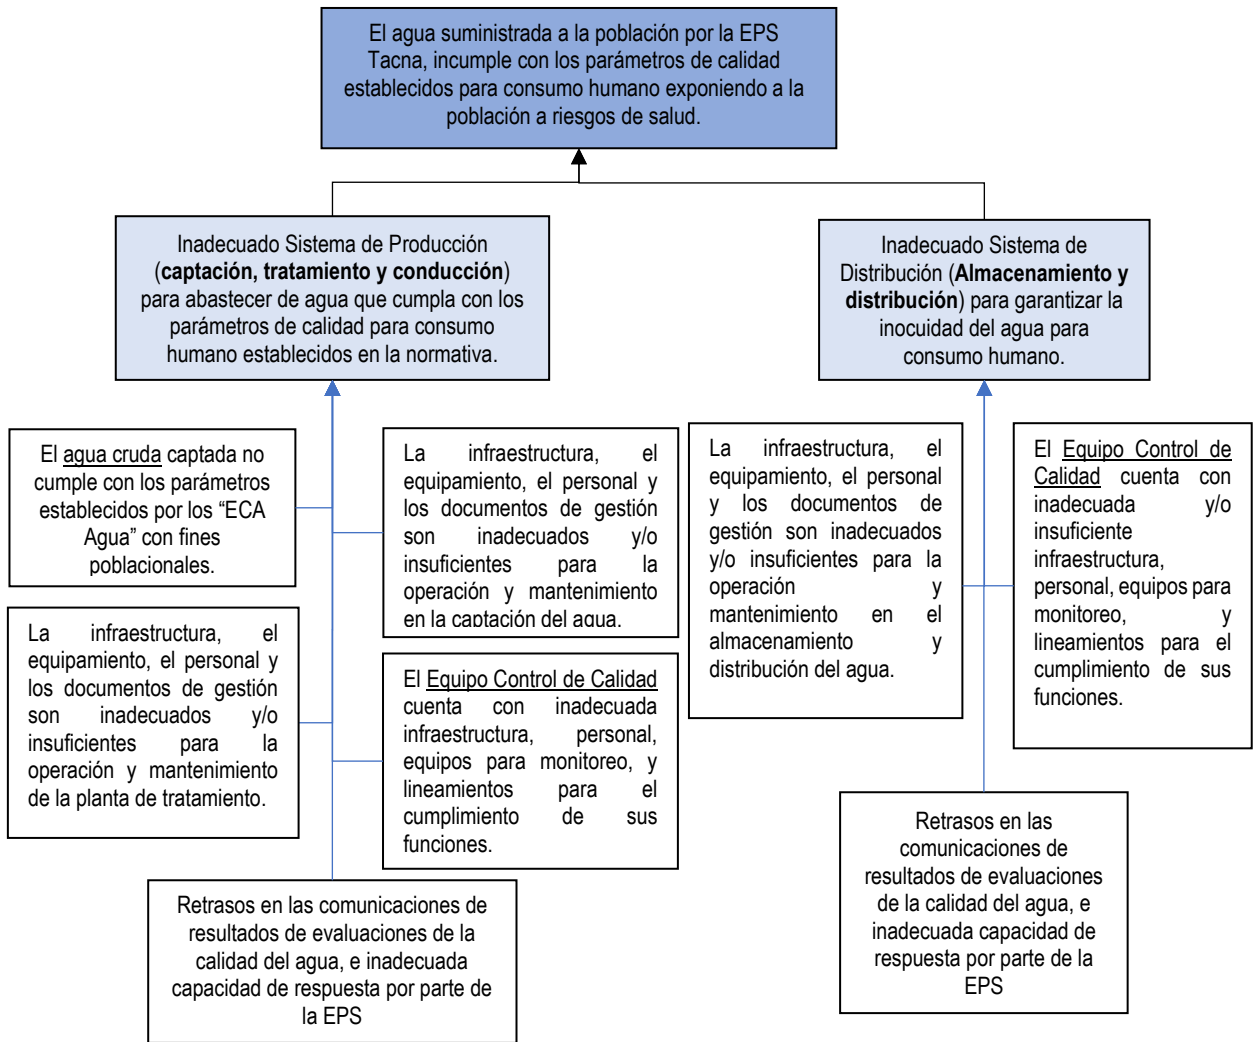 El agua suministrada a la población por la EPS
Tacna, incumple con los parámetros de calidad
establecidos para consumo humano exponiendo a la
población a riesgos de salud.
Inadecuado Sistema de Producción
(captación, tratamiento y conducción)
para abastecer de agua que cumpla con los
parámetros de calidad para consumo
humano establecidos en la normativa.
Inadecuado Sistema de
Distribución (Almacenamiento y
distribución) para garantizar la
inocuidad del agua para
consumo humano.
El agua cruda captada no
cumple con los parámetros
establecidos por los “ECA
Agua” con fines
poblacionales.
La infraestructura, el
equipamiento, el personal y
los documentos de gestión
son inadecuados y/o
insuficientes para la
operación y mantenimiento
en la captación del agua.
La infraestructura, el
equipamiento, el personal
y los documentos de
gestión son inadecuados
y/o insuficientes para la
operación y
mantenimiento en el
almacenamiento y
distribución del agua.
El Equipo Control de
Calidad cuenta con
inadecuada y/o
insuficiente
infraestructura,
personal, equipos para
monitoreo, y
lineamientos para el
cumplimiento de sus
funciones.
La infraestructura, el
equipamiento, el personal y
los documentos de gestión
son inadecuados y/o
insuficientes para la
operación y mantenimiento
de la planta de tratamiento.
El Equipo Control de Calidad
cuenta con inadecuada
infraestructura, personal,
equipos para monitoreo, y
lineamientos para el
cumplimiento de sus
funciones.
Retrasos en las comunicaciones de
resultados de evaluaciones de la
calidad del agua, e inadecuada
capacidad de respuesta por parte de
la EPS
Retrasos en las
comunicaciones de
resultados de evaluaciones
de la calidad del agua, e
inadecuada capacidad de
respuesta por parte de la
EPS